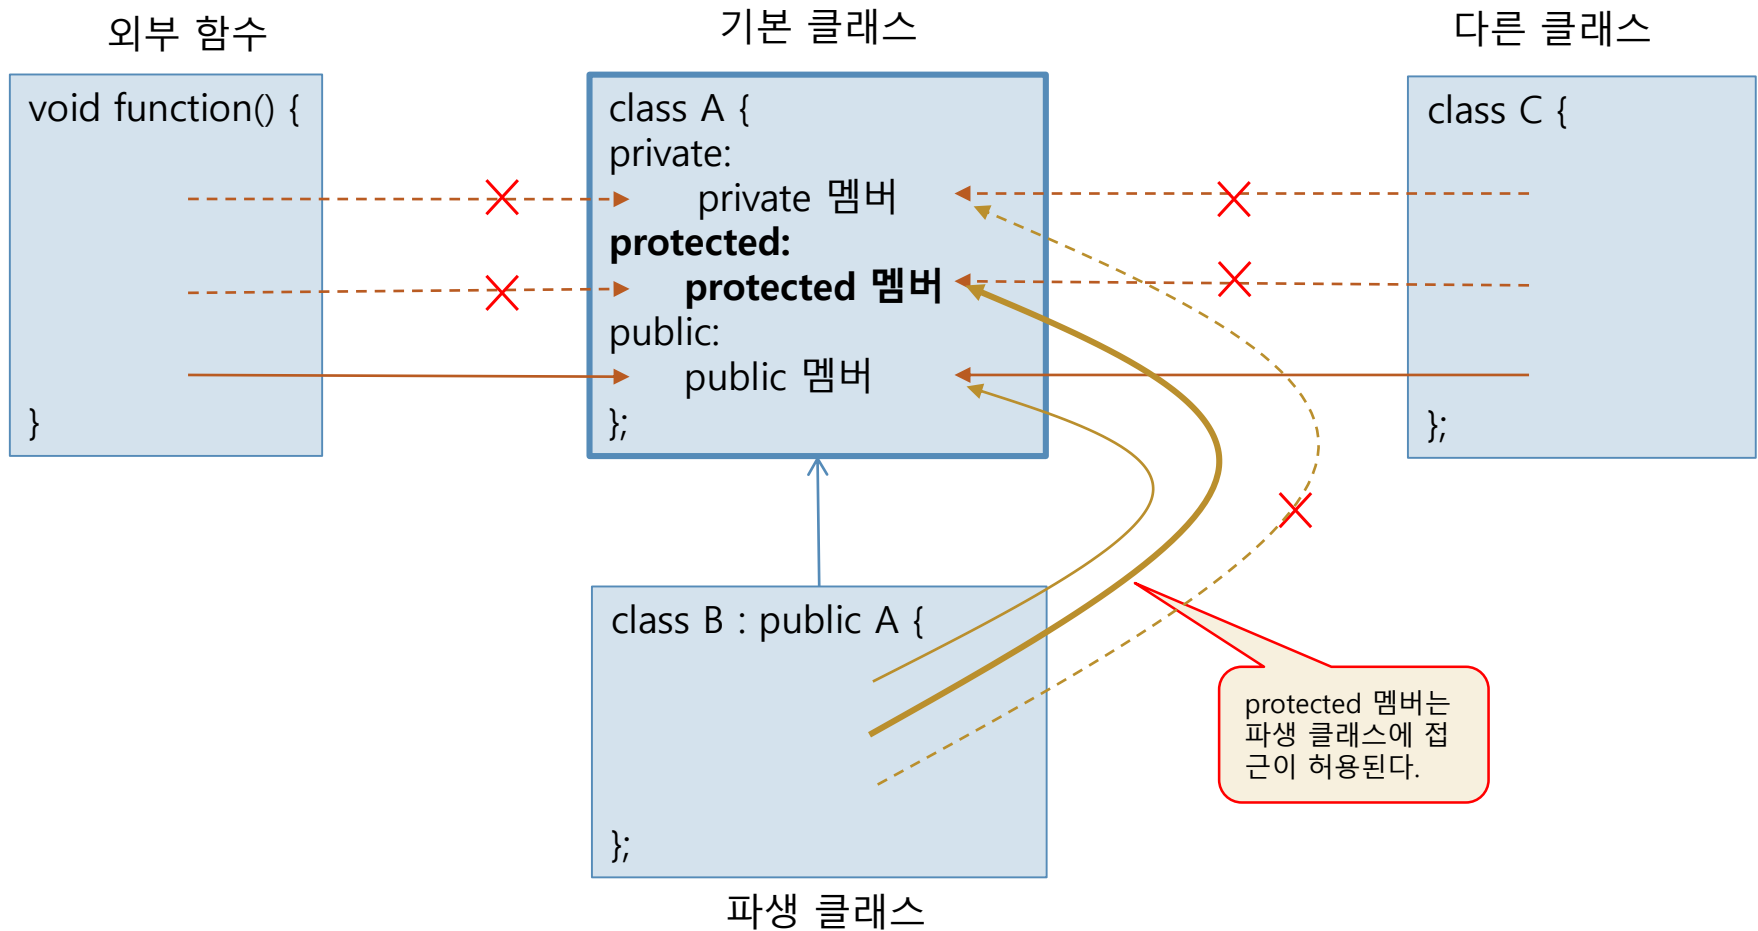 외부 함수
void function() {
}
기본 클래스
class A {
private:
private 멤버
protected:
protected 멤버
public:
public 멤버
};
다른 클래스
class C {
};
class B : public A {
};
파생 클래스
protected 멤버는
파생 클래스에 접
근이 허용된다.